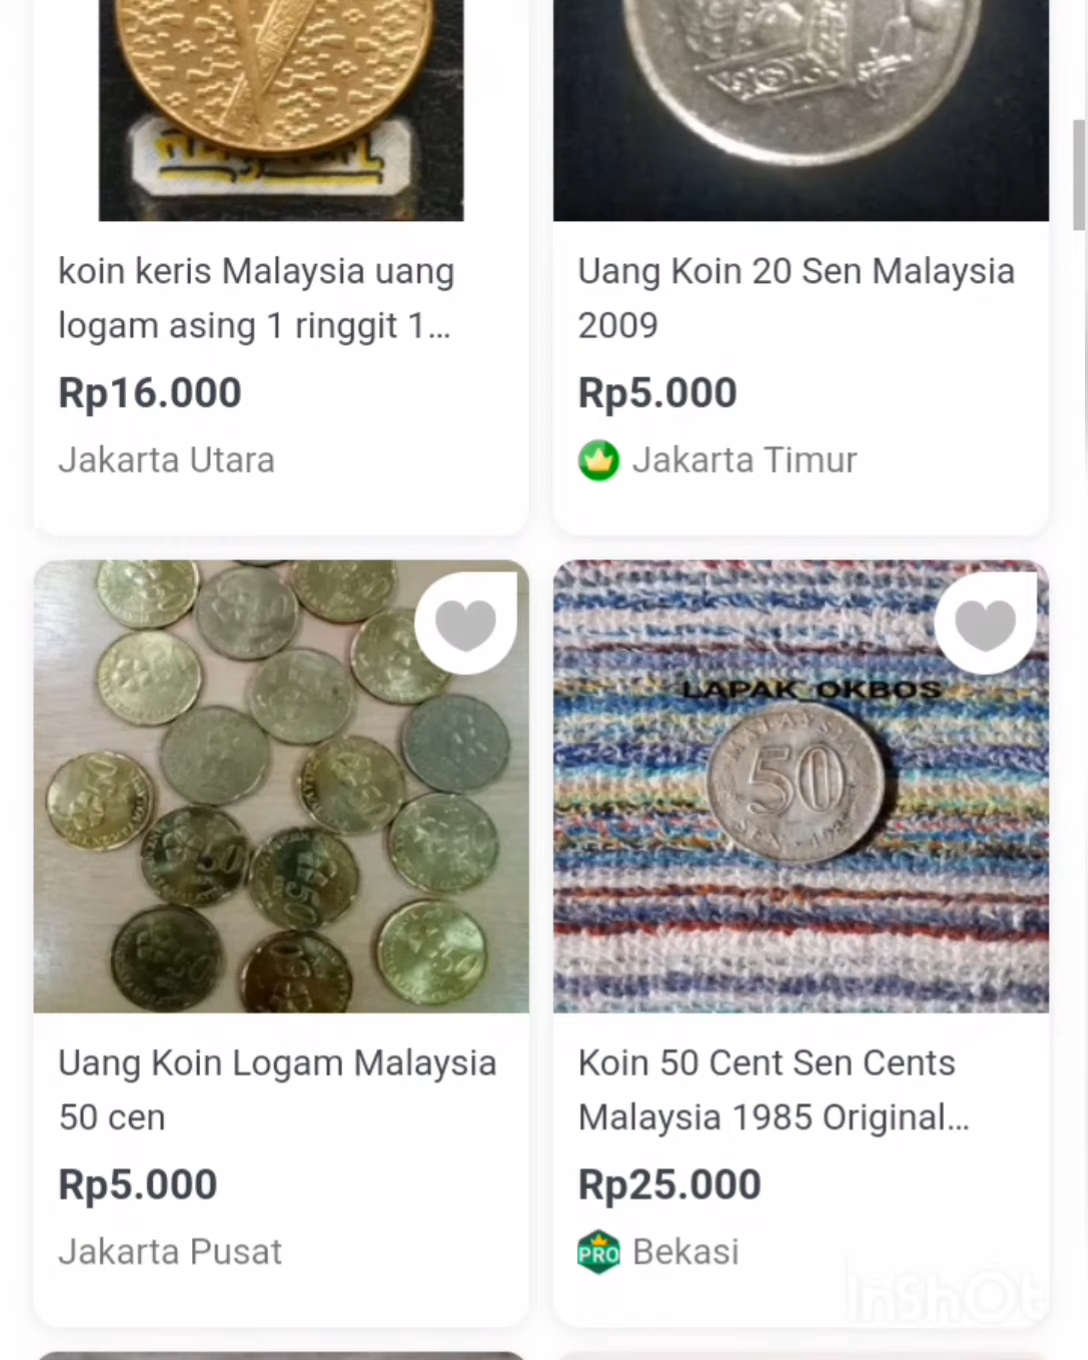 koin keris Malaysia uang
logam asing 1 ringgit 1...
Rp16.000
Jakarta Utara
Uang Koin 20 Sen Malaysia
2009
Rp5.000
Jakarta Timur
LAPAK OKBOS
MALAYSIA
50
SEN
Uang Koin Logam Malaysia
50 cen
Rp5.000
Jakarta Pusat
Koin 50 Cent Sen Cents
Malaysia 1985 Original...
Rp25.000
PRO Bekasi
InShOt